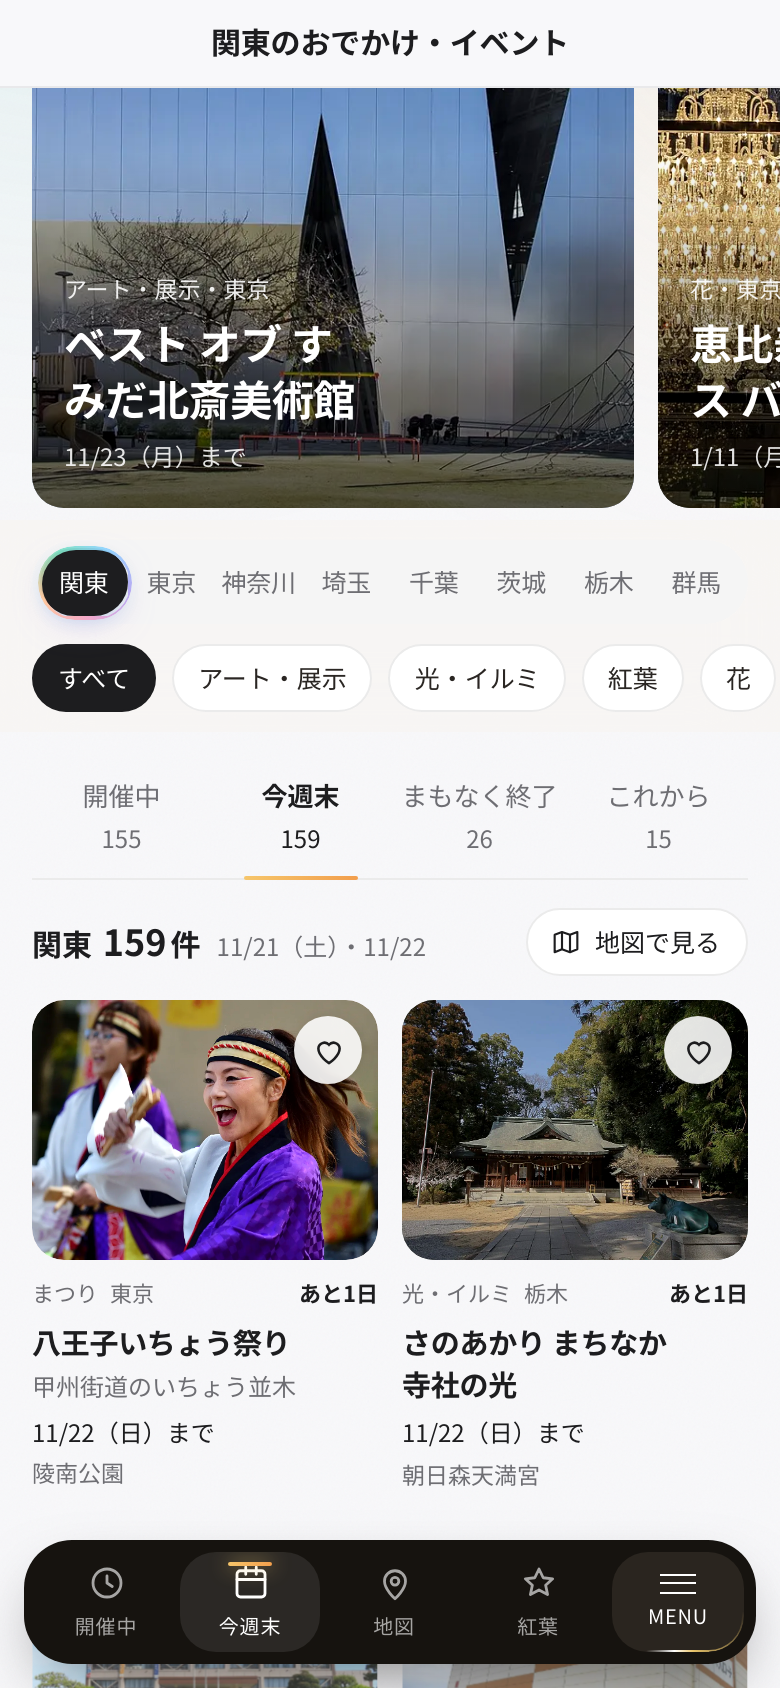 関東のおでかけ・イベント
アート・展示・東京
ベスト オブ す
みだ北斎美術館
11/23（月）まで
花・東京
恵比
ス バ
1/11（月
関東
東京
神奈川
埼玉
千葉
茨城
栃木
群馬
すべて
アート・展示
光・イルミ
紅葉
花
開催中
155
今週末
159
まもなく終了
26
これから
15
関東 159件 11/21（土）・11/22
地図で見る
まつり 東京 あと1日
八王子いちょう祭り
甲州街道のいちょう並木
11/22（日）まで
陵南公園
光・イルミ 栃木 あと1日
さのあかり まちなか
寺社の光
11/22（日）まで
朝日森天満宮
開催中
今週末
地図
紅葉
MENU